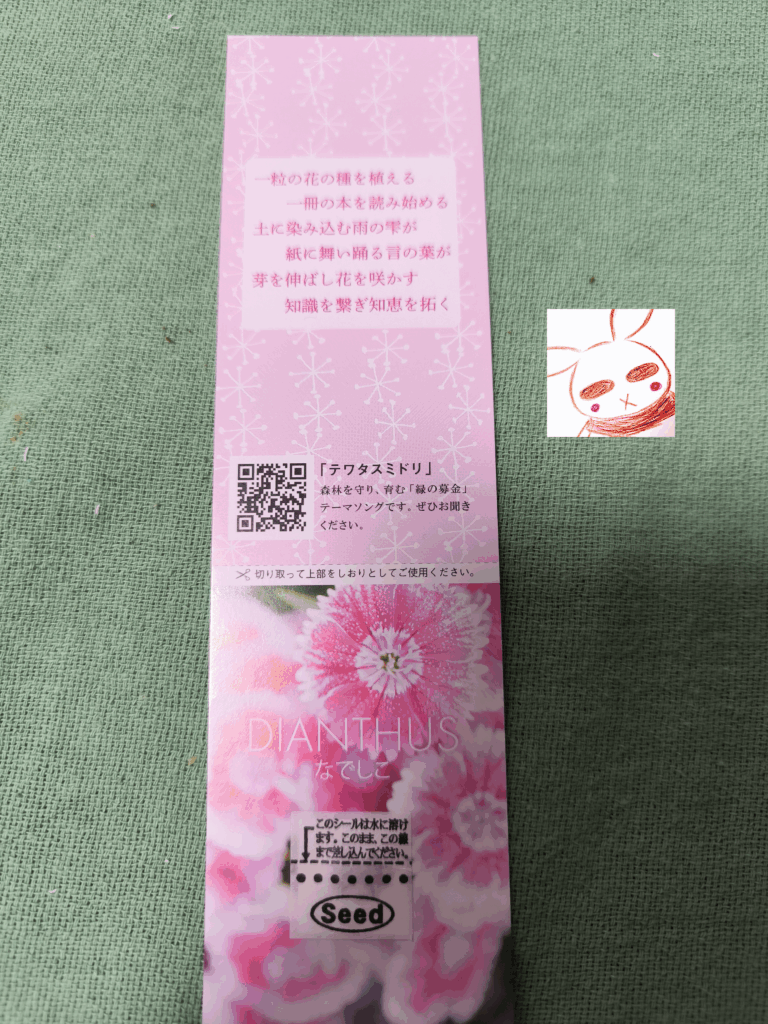 一粒の花の種を植える
一冊の本を読み始める
土に染み込む雨の雫が
紙に舞い踊る言の葉が
芽を伸ばし花を咲かす
知識を繋ぎ知恵を拓く
「テワタスミドリ」
森林を守り、育む「緑の募金」
テーマソングです。ぜひお聞き
ください。
切り取って上部をしおりとしてご使用ください。
DIANTHUS
なでしこ
このシールは水に溶け
ます。このまま、この線
まで差し込んでください。
Seed